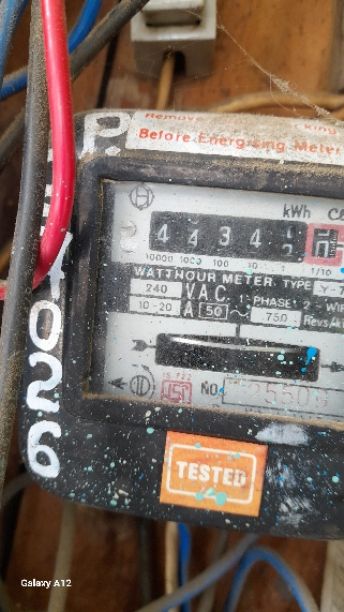 Before Energising Meter
kWh
4 4 3 4
10000 1000 100 10 1 1/10
WATTHOUR METER. TYPE
240 V.A.C. 1-PHASE 2
10-20 A 50 ~ 750 Revs
NO.
026
TESTED
Galaxy A12